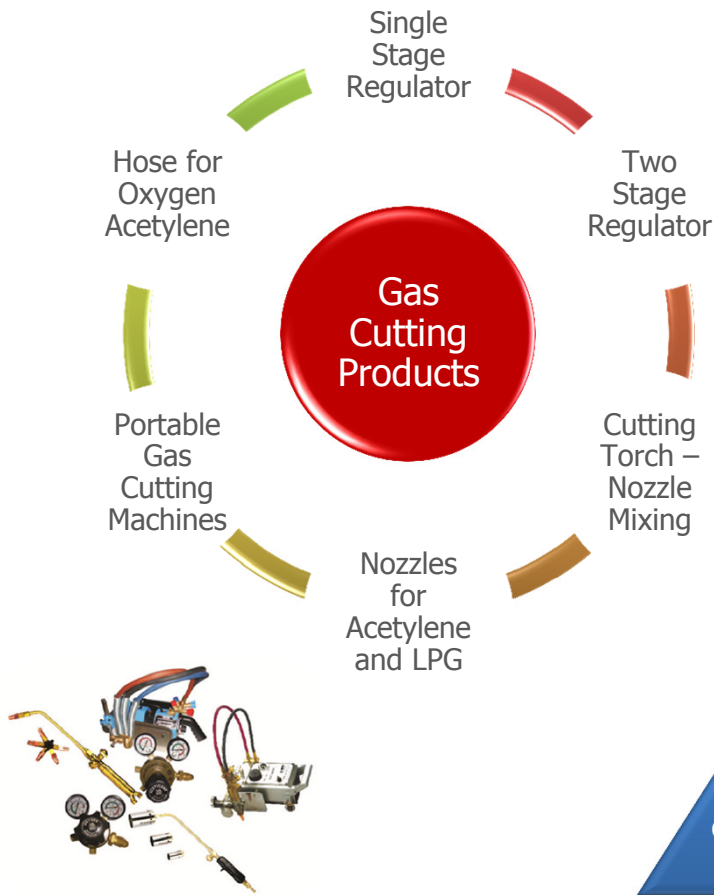 Single
Stage
Regulator
Two
Stage
Regulator
Cutting
Torch –
Nozzle
Mixing
Nozzles
for
Acetylene
and LPG
Portable
Gas
Cutting
Machines
Hose for
Oxygen
Acetylene
Gas
Cutting
Products